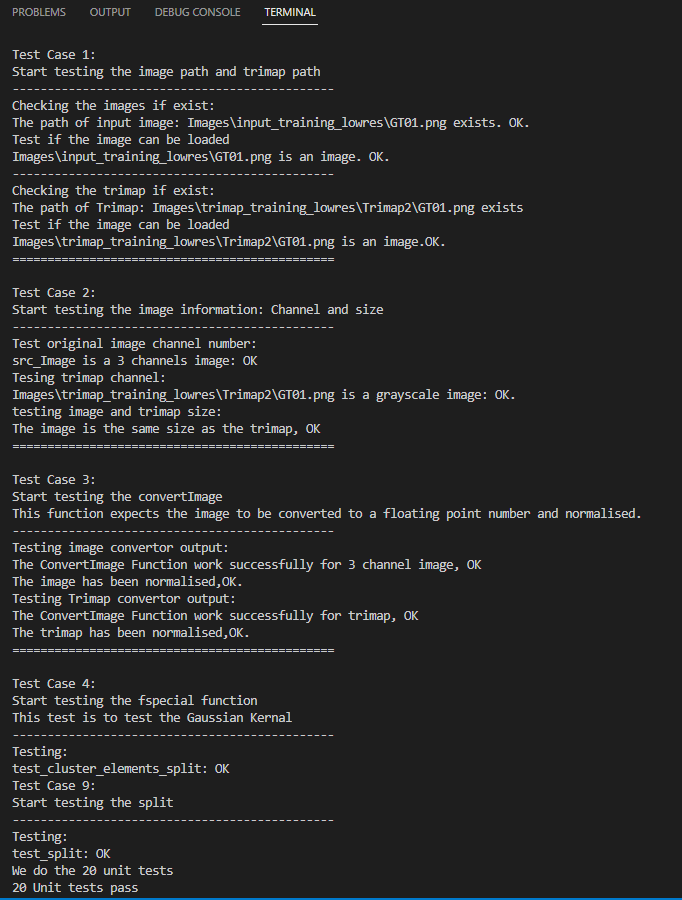 PROBLEMS OUTPUT DEBUG CONSOLE TERMINAL
Test Case 1:
Start testing the image path and trimap path
----------------------------------------------
Checking the images if exist:
The path of input image: Images\input_training_lowres\GT01.png exists. OK.
Test if the image can be loaded
Images\input_training_lowres\GT01.png is an image. OK.
----------------------------------------------
Checking the trimap if exist:
The path of Trimap: Images\trimap_training_lowres\Trimap2\GT01.png exists
Test if the image can be loaded
Images\trimap_training_lowres\Trimap2\GT01.png is an image.OK.
==============================================
Test Case 2:
Start testing the image information: Channel and size
----------------------------------------------
Test original image channel number:
src_Image is a 3 channels image: OK
Tesing trimap channel:
Images\trimap_training_lowres\Trimap2\GT01.png is a grayscale image: OK.
testing image and trimap size:
The image is the same size as the trimap, OK
==============================================
Test Case 3:
Start testing the convertImage
This function expects the image to be converted to a floating point number and normalised.
----------------------------------------------
Testing image convertor output:
The ConvertImage Function work successfully for 3 channel image, OK
The image has been normalised,OK.
Testing Trimap convertor output:
The ConvertImage Function work successfully for trimap, OK
The trimap has been normalised,OK.
==============================================
Test Case 4:
Start testing the fspecial function
This test is to test the Gaussian Kernal
----------------------------------------------
Testing:
test_cluster_elements_split: OK
Test Case 9:
Start testing the split
----------------------------------------------
Testing:
test_split: OK
We do the 20 unit tests
20 Unit tests pass